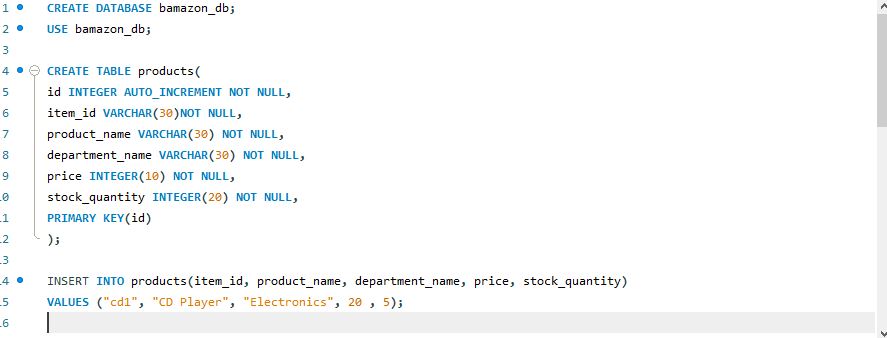 1 CREATE DATABASE bamazon_db;
2 USE bamazon_db;
3
4 CREATE TABLE products(
5 id INTEGER AUTO_INCREMENT NOT NULL,
6 item_id VARCHAR(30)NOT NULL,
7 product_name VARCHAR(30) NOT NULL,
8 department_name VARCHAR(30) NOT NULL,
9 price INTEGER(10) NOT NULL,
.0 stock_quantity INTEGER(20) NOT NULL,
.1 PRIMARY KEY(id)
.2 );
.3
.4 INSERT INTO products(item_id, product_name, department_name, price, stock_quantity)
.5 VALUES ("cd1", "CD Player", "Electronics", 20 , 5);
.6